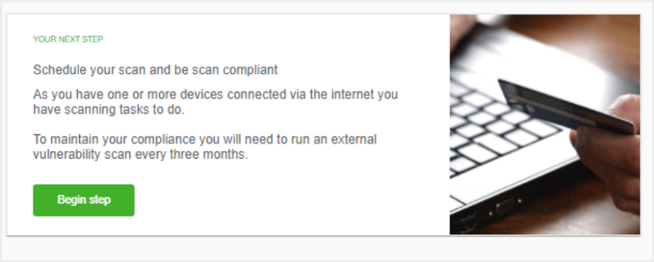 YOUR NEXT STEP
Schedule your scan and be scan compliant
As you have one or more devices connected via the internet you
have scanning tasks to do.
To maintain your compliance you will need to run an external
vulnerability scan every three months.
Begin step